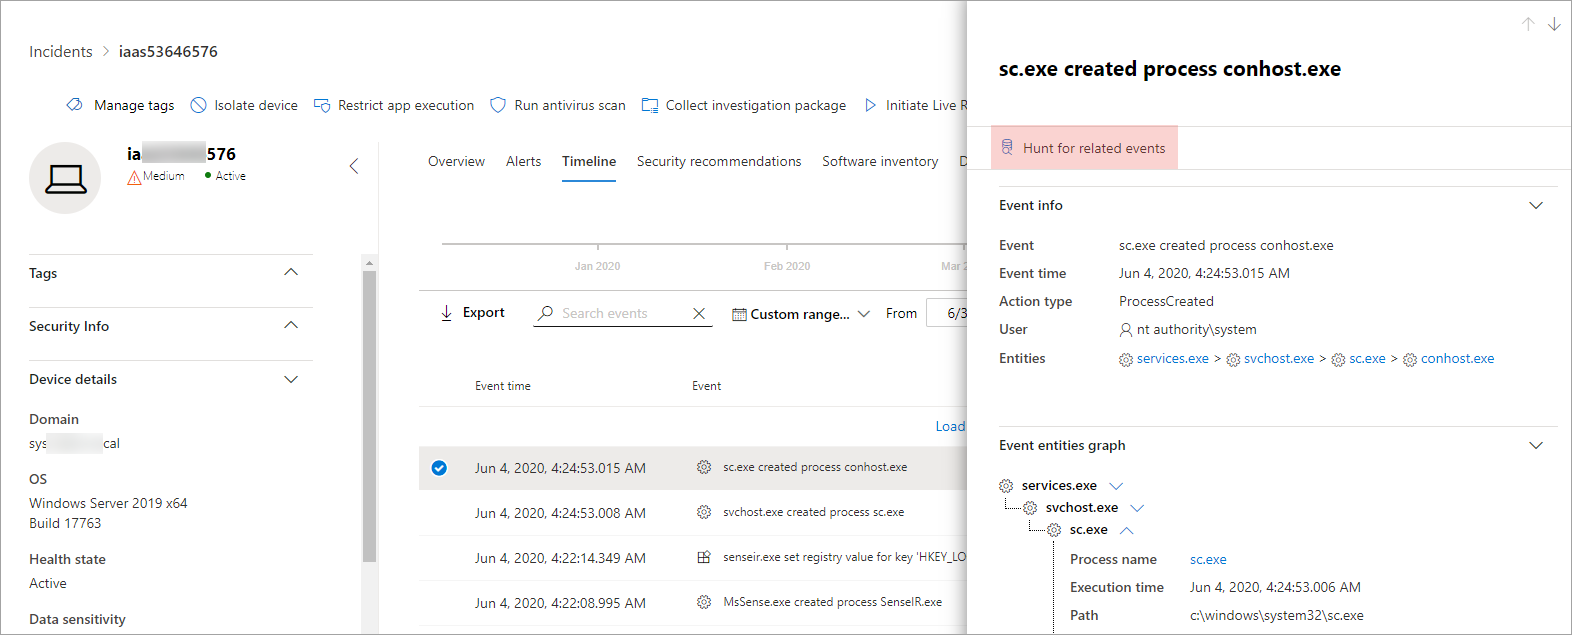 Incidents > iaas53646576
Manage tags Isolate device Restrict app execution Run antivirus scan Collect investigation package Initiate Live R
ia 576
Medium Active
Tags
Security Info
Device details
Domain
sys cal
OS
Windows Server 2019 x64
Build 17763
Health state
Active
Data sensitivity
Overview Alerts Timeline Security recommendations Software inventory D
Jan 2020 Feb 2020 Mar 2
Export Search events Custom range... From 6/3
Event time Event
Load
Jun 4, 2020, 4:24:53.015 AM sc.exe created process conhost.exe
Jun 4, 2020, 4:24:53.008 AM svchost.exe created process sc.exe
Jun 4, 2020, 4:22:14.349 AM senseir.exe set registry value for key 'HKEY_LO
Jun 4, 2020, 4:22:08.995 AM MsSense.exe created process SenseIR.exe
sc.exe created process conhost.exe
Hunt for related events
Event info
Event sc.exe created process conhost.exe
Event time Jun 4, 2020, 4:24:53.015 AM
Action type ProcessCreated
User nt authority\system
Entities services.exe > svchost.exe > sc.exe > conhost.exe
Event entities graph
services.exe
svchost.exe
sc.exe
Process name sc.exe
Execution time Jun 4, 2020, 4:24:53.006 AM
Path c:\windows\system32\sc.exe